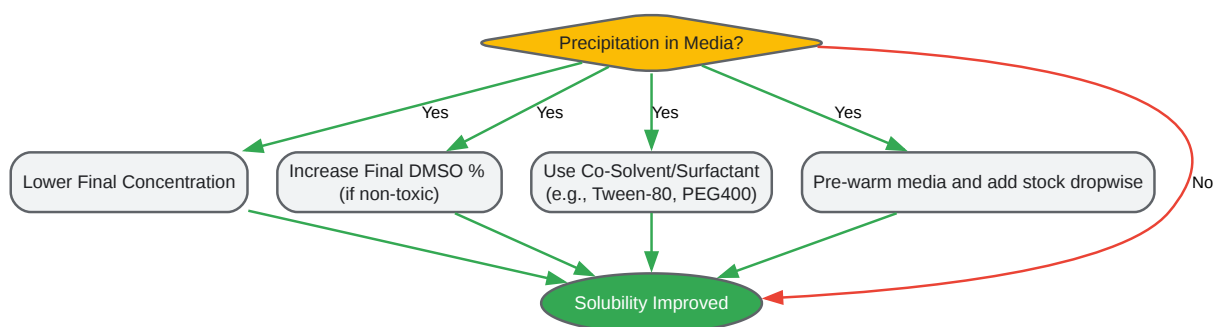 Precipitation in Media?
Yes
Yes
Yes
Yes
Lower Final Concentration
Increase Final DMSO %
(if non-toxic)
Use Co-Solvent/Surfactant
(e.g., Tween-80, PEG400)
Pre-warm media and add stock dropwise
No
Solubility Improved